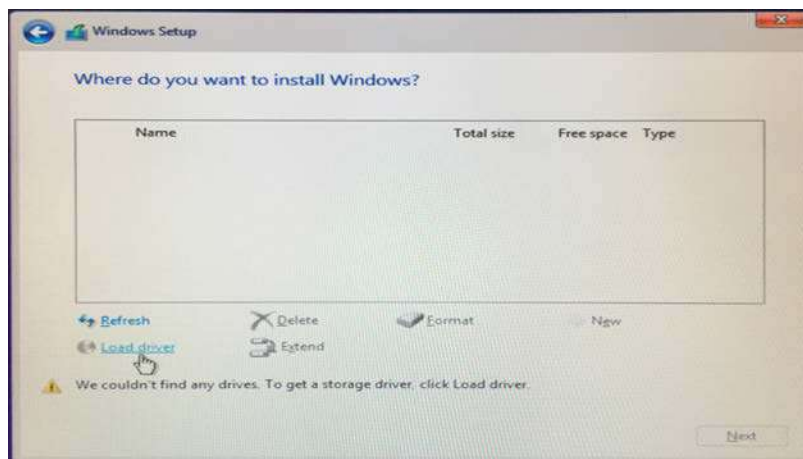 Windows Setup
Where do you want to install Windows?
Name Total size Free space Type
Refresh Delete Format New
Load driver Extend
We couldn't find any drives. To get a storage driver, click Load driver.
Next